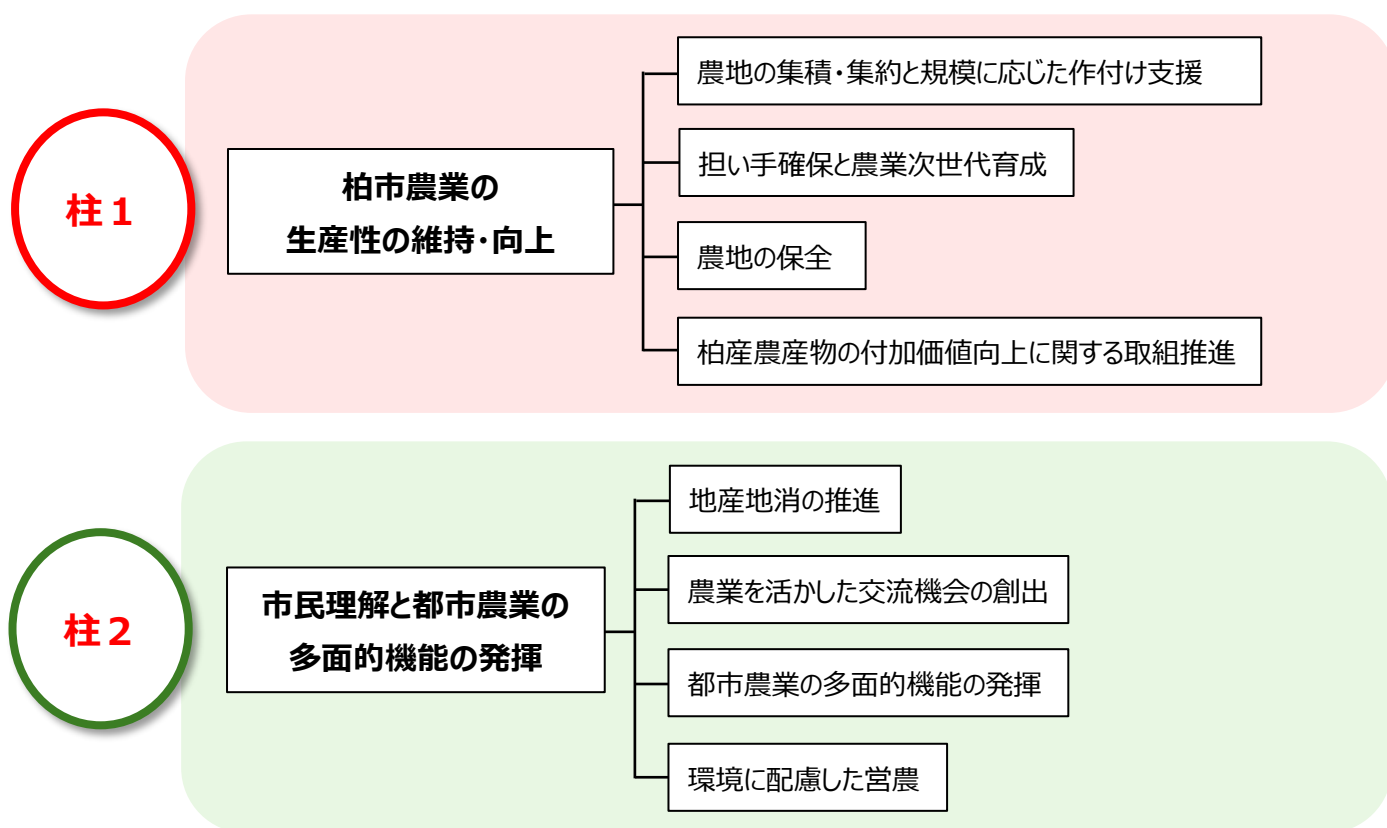 柱１
柏市農業の
生産性の維持・向上
農地の集積・集約と規模に応じた作付け支援
担い手確保と農業次世代育成
農地の保全
柏産農産物の付加価値向上に関する取組推進
柱２
市民理解と都市農業の
多面的機能の発揮
地産地消の推進
農業を活かした交流機会の創出
都市農業の多面的機能の発揮
環境に配慮した営農